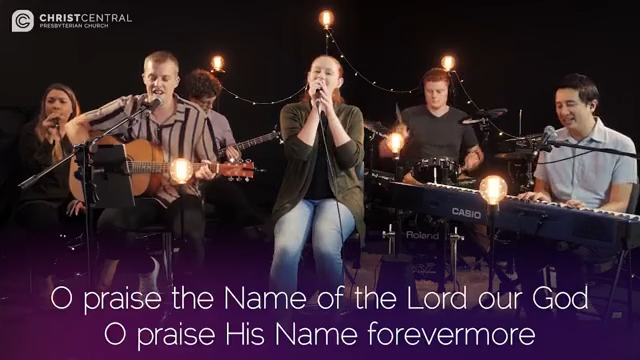 CHRISTCENTRAL
PRESBYTERIAN CHURCH
CASIO
Roland
O praise the Name of the Lord our God
O praise His Name forevermore